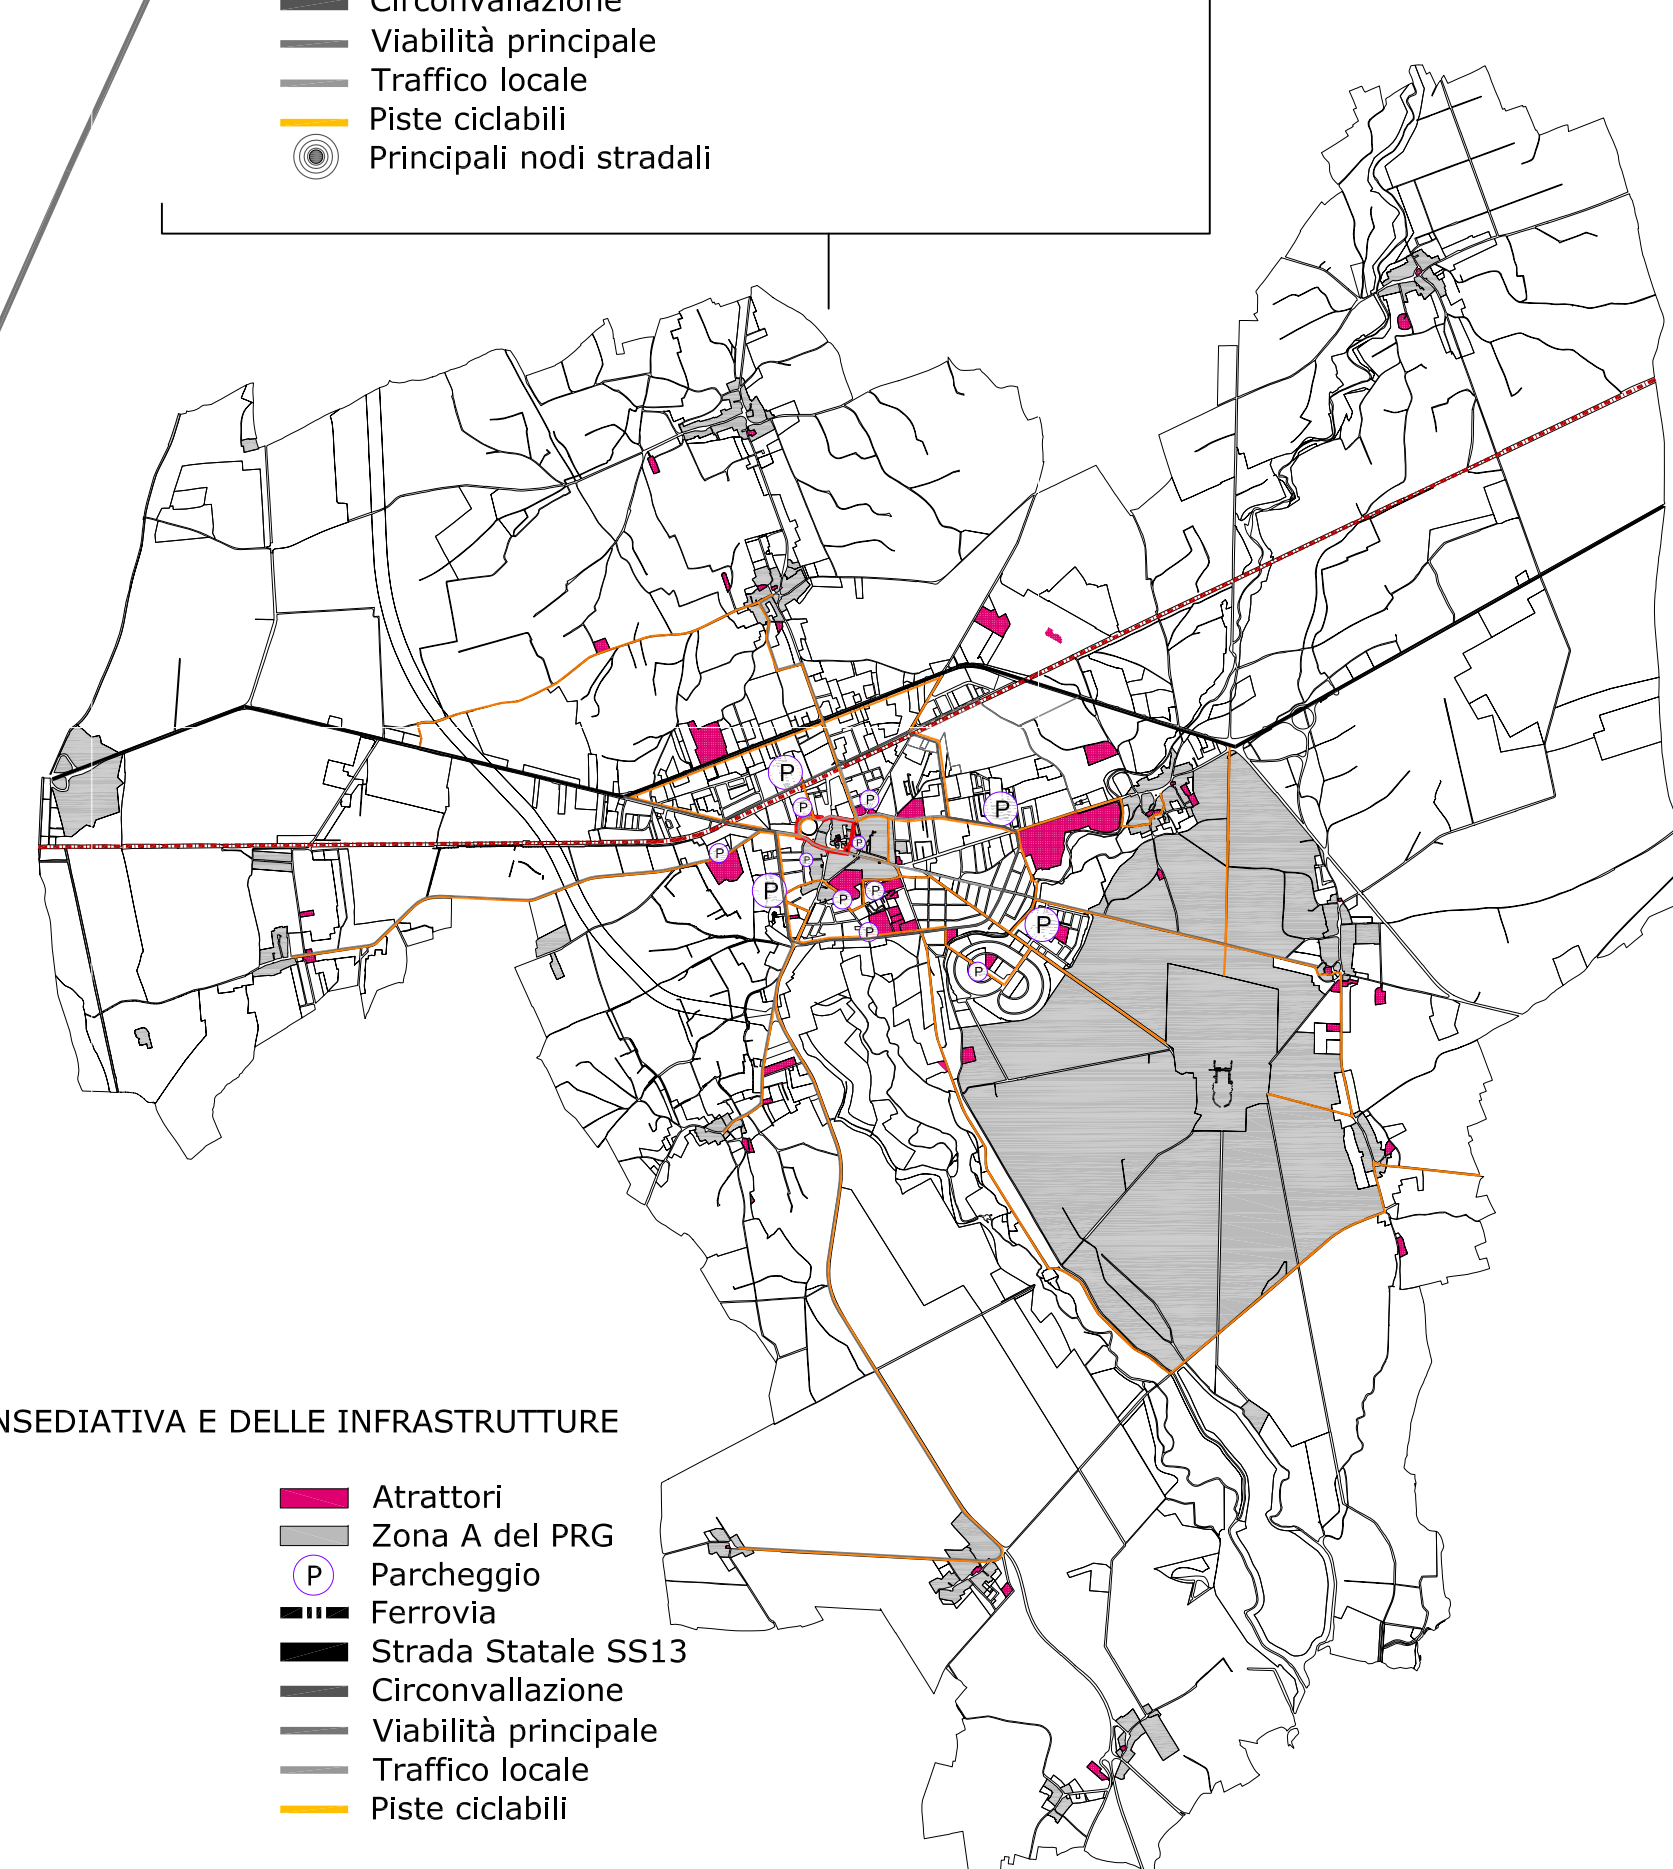 Circonvallazione
Viabilità principale
Traffico locale
Piste ciclabili
Principali nodi stradali
P
P
P
P
P
P
P
P
P
P
P
P
P
NSEDIATIVA E DELLE INFRASTRUTTURE
Atrattori
Zona A del PRG
P Parcheggio
Ferrovia
Strada Statale SS13
Circonvallazione
Viabilità principale
Traffico locale
Piste ciclabili